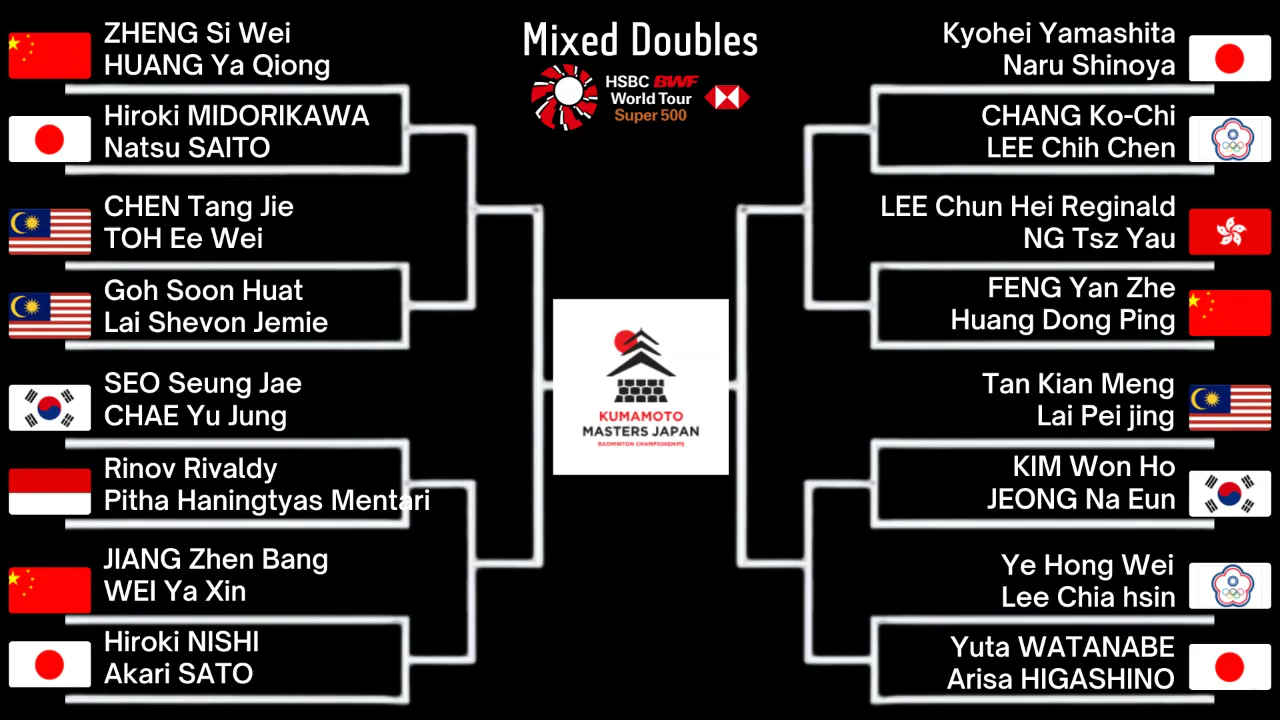 Mixed Doubles
HSBC BWF
World Tour
Super 500
ZHENG Si Wei
HUANG Ya Qiong
Hiroki MIDORIKAWA
Natsu SAITO
CHEN Tang Jie
TOH Ee Wei
Goh Soon Huat
Lai Shevon Jemie
SEO Seung Jae
CHAE Yu Jung
Rinov Rivaldy
Pitha Haningtyas Mentari
JIANG Zhen Bang
WEI Ya Xin
Hiroki NISHI
Akari SATO
KUMAMOTO
MASTERS JAPAN
BADMINTON CHAMPIONSHIPS
Kyohei Yamashita
Naru Shinoya
CHANG Ko-Chi
LEE Chih Chen
LEE Chun Hei Reginald
NG Tsz Yau
FENG Yan Zhe
Huang Dong Ping
Tan Kian Meng
Lai Pei jing
KIM Won Ho
JEONG Na Eun
Ye Hong Wei
Lee Chia hsin
Yuta WATANABE
Arisa HIGASHINO